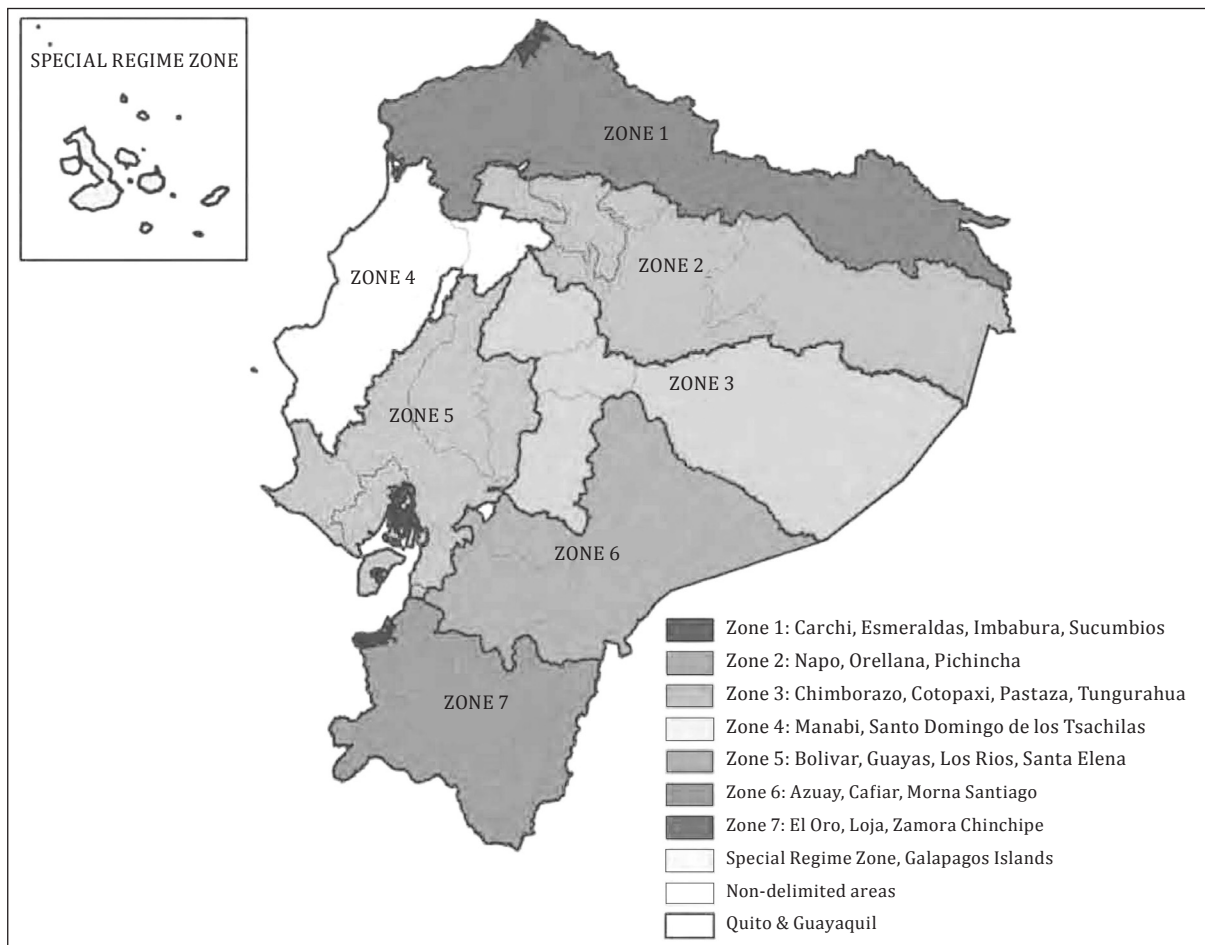 SPECIAL REGIME ZONE
ZONE 1
ZONE 2
ZONE 4
ZONE 3
ZONE 5
ZONE 6
ZONE 7
Zone 1: Carchi, Esmeraldas, Imbabura, Sucumbios
Zone 2: Napo, Orellana, Pichincha
Zone 3: Chimborazo, Cotopaxi, Pastaza, Tungurahua
Zone 4: Manabi, Santo Domingo de los Tsachilas
Zone 5: Bolivar, Guayas, Los Rios, Santa Elena
Zone 6: Azuay, Cafiar, Morna Santiago
Zone 7: El Oro, Loja, Zamora Chinchipe
Special Regime Zone, Galapagos Islands
Non-delimited areas
Quito & Guayaquil